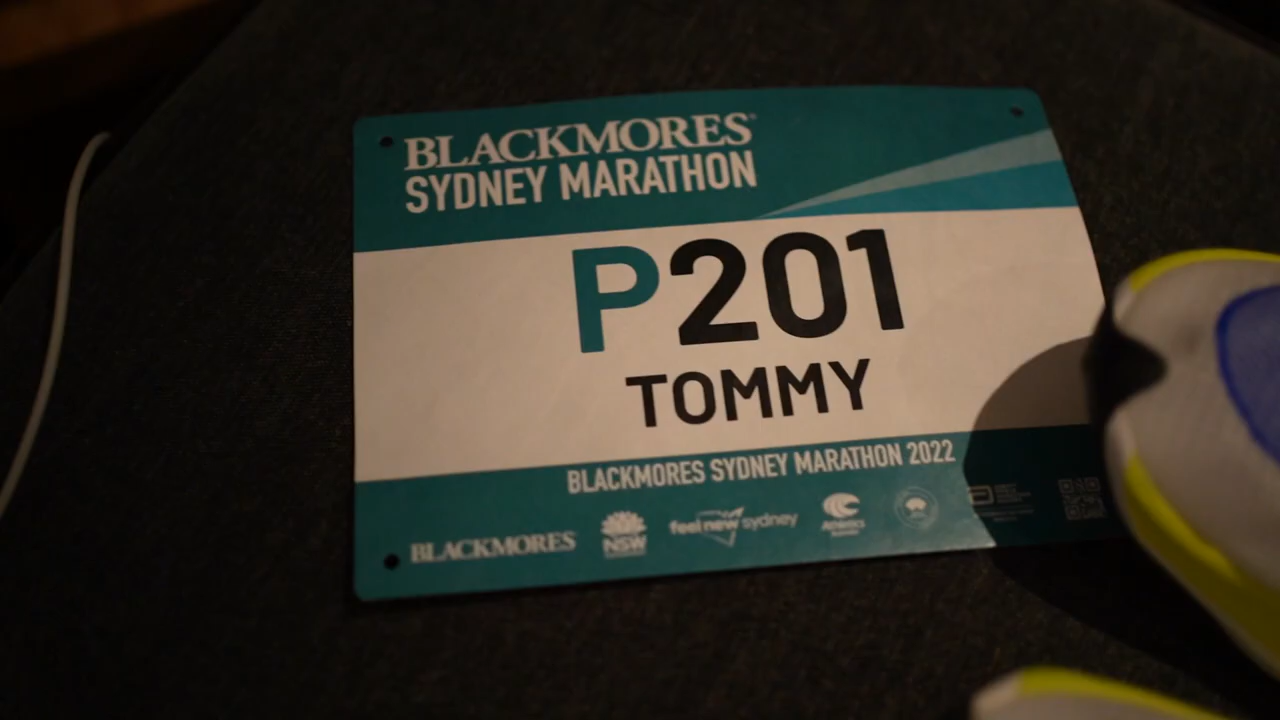 BLACKMORES
SYDNEY MARATHON
P201
TOMMY
BLACKMORES SYDNEY MARATHON 2022
BLACKMORES
NSW
feel new sydney